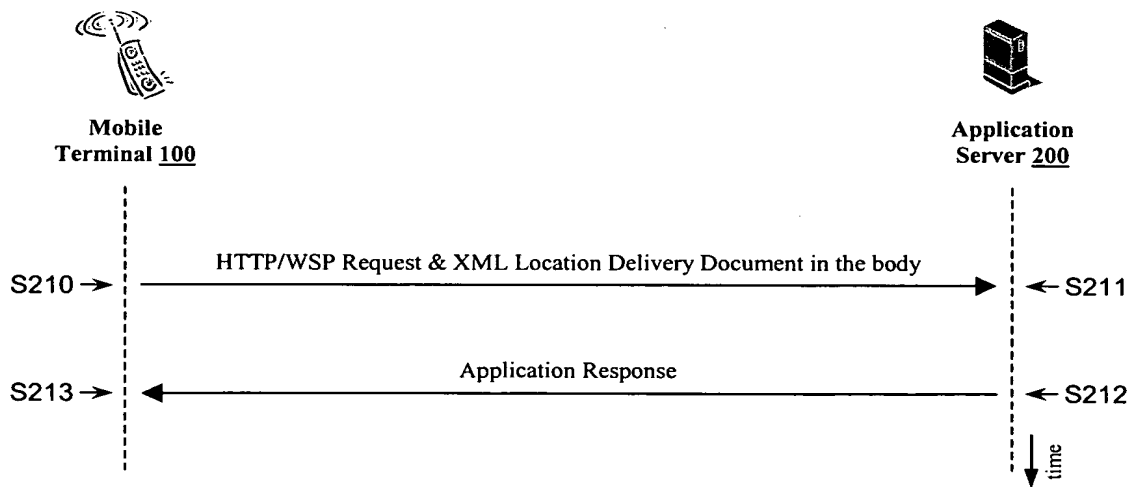 Mobile
Terminal 100
Application
Server 200
HTTP/WSP Request & XML Location Delivery Document in the body
S210
S211
Application Response
S213
S212
time